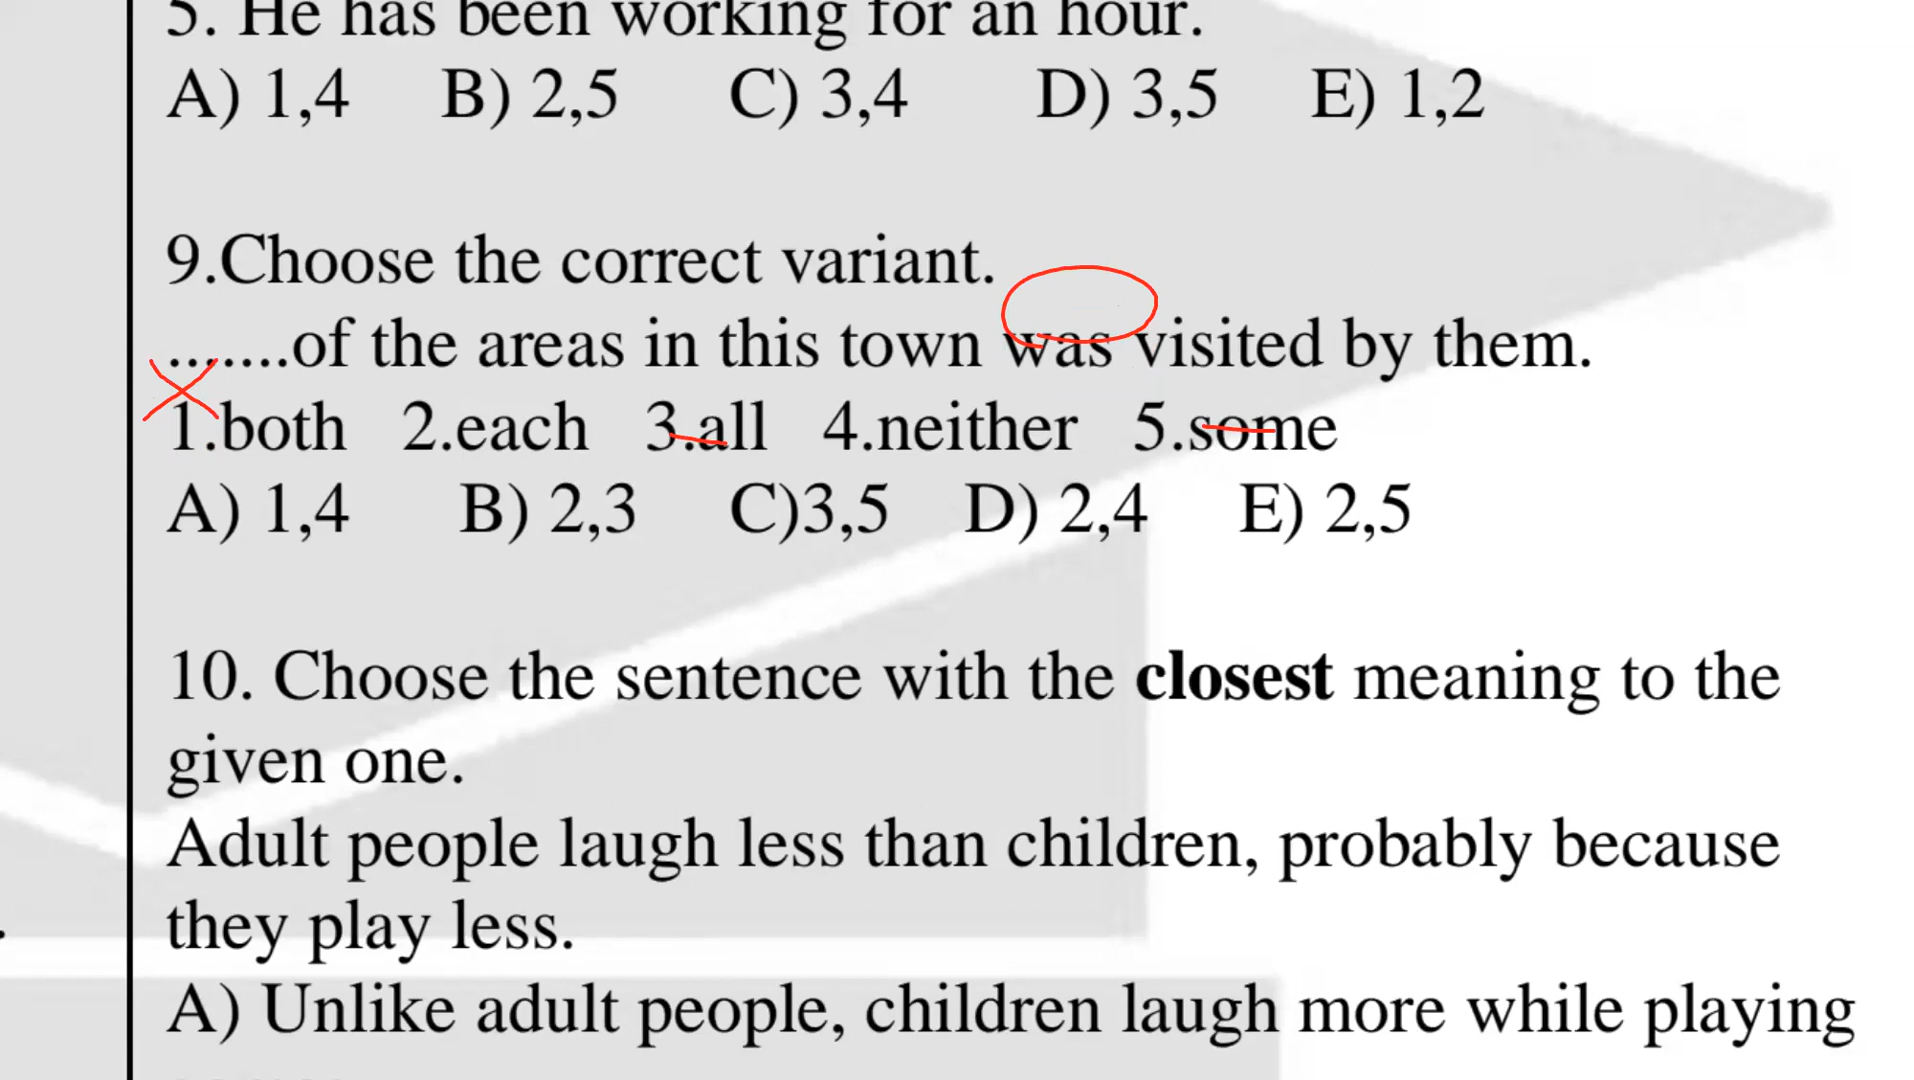 5. He has been working for an hour.
A) 1,4 B) 2,5 C) 3,4 D) 3,5 E) 1,2
9.Choose the correct variant.
.......of the areas in this town was visited by them.
1.both 2.each 3.all 4.neither 5.some
A) 1,4 B) 2,3 C)3,5 D) 2,4 E) 2,5
10. Choose the sentence with the closest meaning to the
given one.
Adult people laugh less than children, probably because
they play less.
A) Unlike adult people, children laugh more while playing